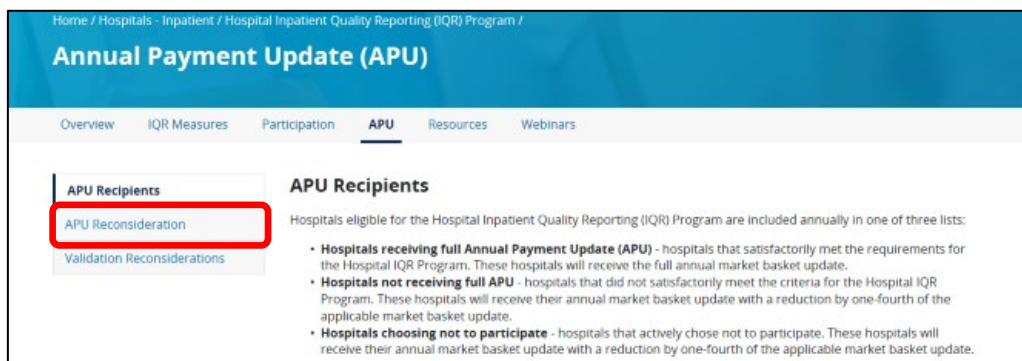 Home / Hospitals - Inpatient / Hospital Inpatient Quality Reporting (IQR) Program /
Annual Payment Update (APU)
Overview IQR Measures Participation APU Resources Webinars
APU Recipients
APU Reconsideration
Validation Reconsiderations
APU Recipients
Hospitals eligible for the Hospital Inpatient Quality Reporting (IQR) Program are included annually in one of three lists:
• Hospitals receiving full Annual Payment Update (APU) - hospitals that satisfactorily met the requirements for
the Hospital IQR Program. These hospitals will receive the full annual market basket update.
• Hospitals not receiving full APU - hospitals that did not satisfactorily meet the criteria for the Hospital IQR
Program. These hospitals will receive their annual market basket update with a reduction by one-fourth of the
applicable market basket update.
• Hospitals choosing not to participate - hospitals that actively chose not to participate. These hospitals will
receive their annual market basket update with a reduction by one-fourth of the applicable market basket update.